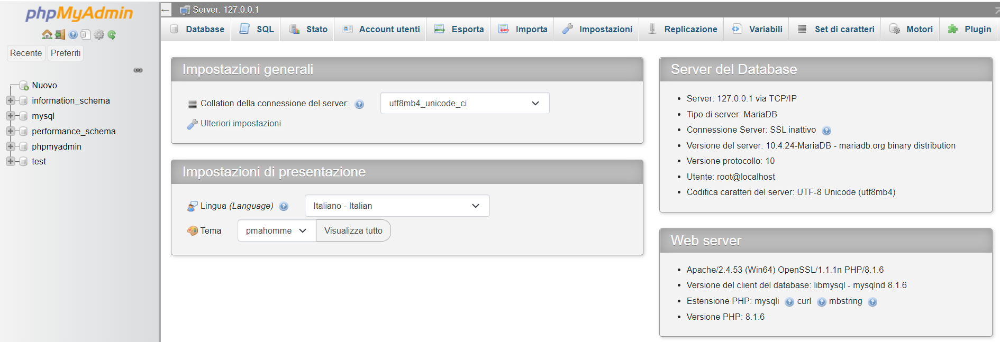 phpMyAdmin
Recente Preferiti
Nuovo
information_schema
mysql
performance_schema
phpmyadmin
test
Server: 127.0.0.1
Database SQL Stato Account utenti Esporta Importa Impostazioni Replicazione Variabili Set di caratteri Motori Plugin
Impostazioni generali
Collation della connessione del server: utf8mb4_unicode_ci
Ulteriori impostazioni
Impostazioni di presentazione
Lingua (Language) Italiano - Italian
Tema pmahomme Visualizza tutto
Server del Database
• Server: 127.0.0.1 via TCP/IP
• Tipo di server: MariaDB
• Connessione Server: SSL inattivo
• Versione del server: 10.4.24-MariaDB - mariadb.org binary distribution
• Versione protocollo: 10
• Utente: root@localhost
• Codifica caratteri del server: UTF-8 Unicode (utf8mb4)
Web server
• Apache/2.4.53 (Win64) OpenSSL/1.1.1n PHP/8.1.6
• Versione del client del database: libmysql - mysqlnd 8.1.6
• Estensione PHP: mysqli curl mbstring
• Versione PHP: 8.1.6